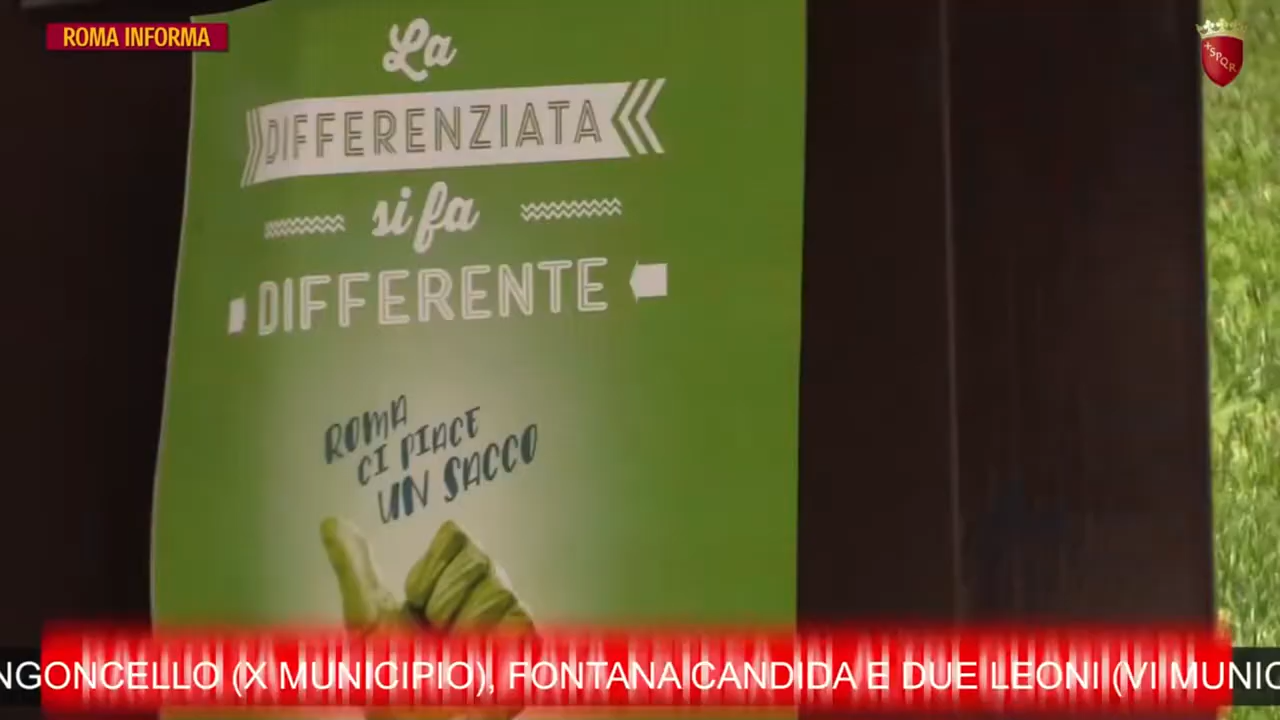 ROMA INFORMA
SPQR
La
DIFFERENZIATA
si fa
DIFFERENTE
ROMA
CI PIACE
UN SACCO
NGONCELLO (X MUNICIPIO), FONTANA CANDIDA E DUE LEONI (VI MUNIC